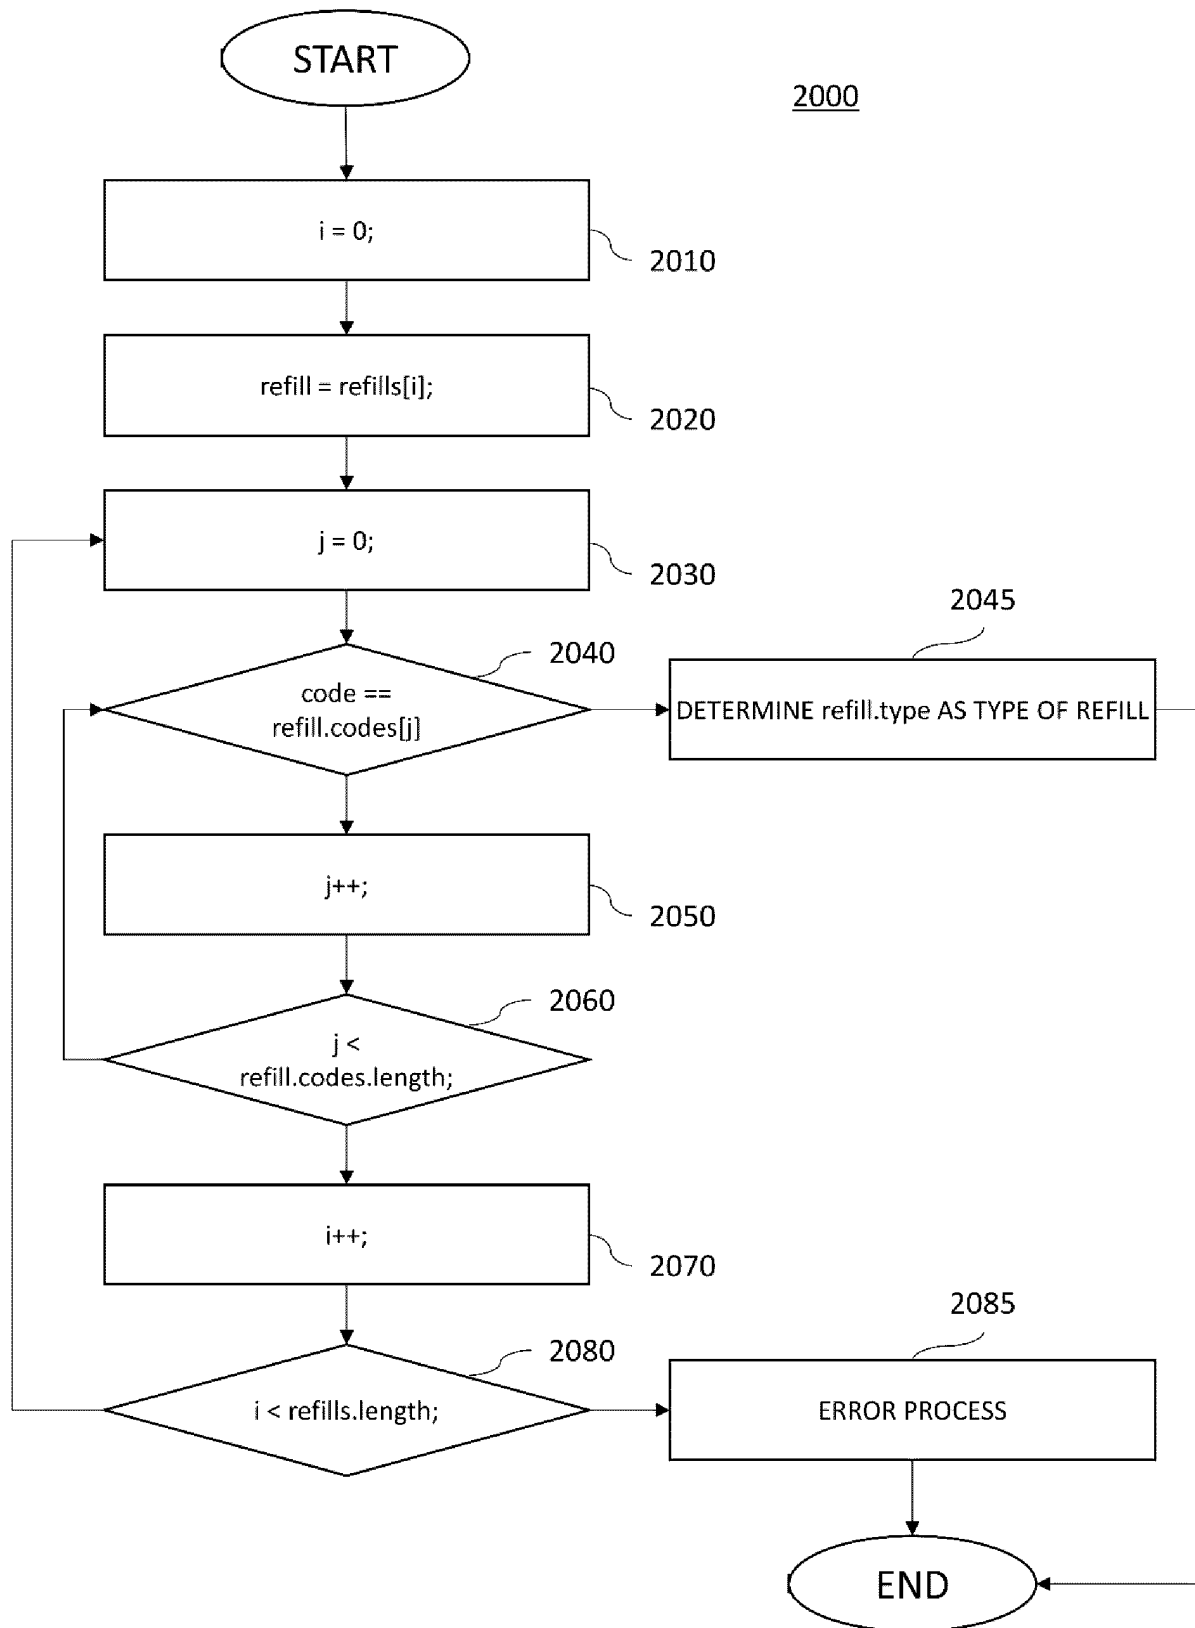 START
2000
i = 0;
2010
refill = refills[i];
2020
j = 0;
2030
2045
2040
code ==
refill.codes[j]
DETERMINE refill.type AS TYPE OF REFILL
j++;
2050
2060
j <
refill.codes.length;
i++;
2070
2085
2080
i < refills.length;
ERROR PROCESS
END